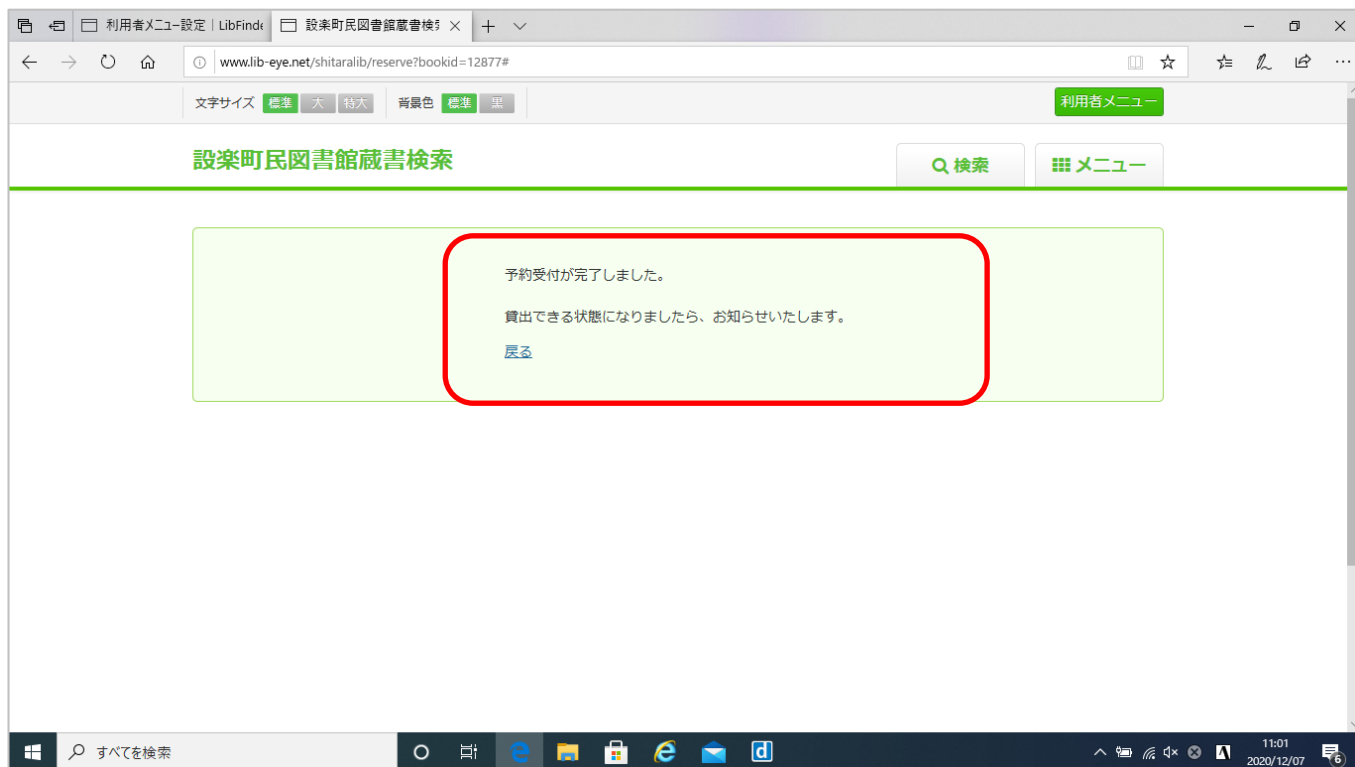 利用者メニュー設定 | LibFinde
設楽町民図書館蔵書検
www.lib-eye.net/shitaralib/reserve?bookid=12877#
文字サイズ 標準 大 特大 背景色 標準 黒 利用者メニュー
設楽町民図書館蔵書検索
検索
メニュー
予約受付が完了しました。
貸出できる状態になりましたら、お知らせいたします。
戻る
すべてを検索
11:01
2020/12/07
6